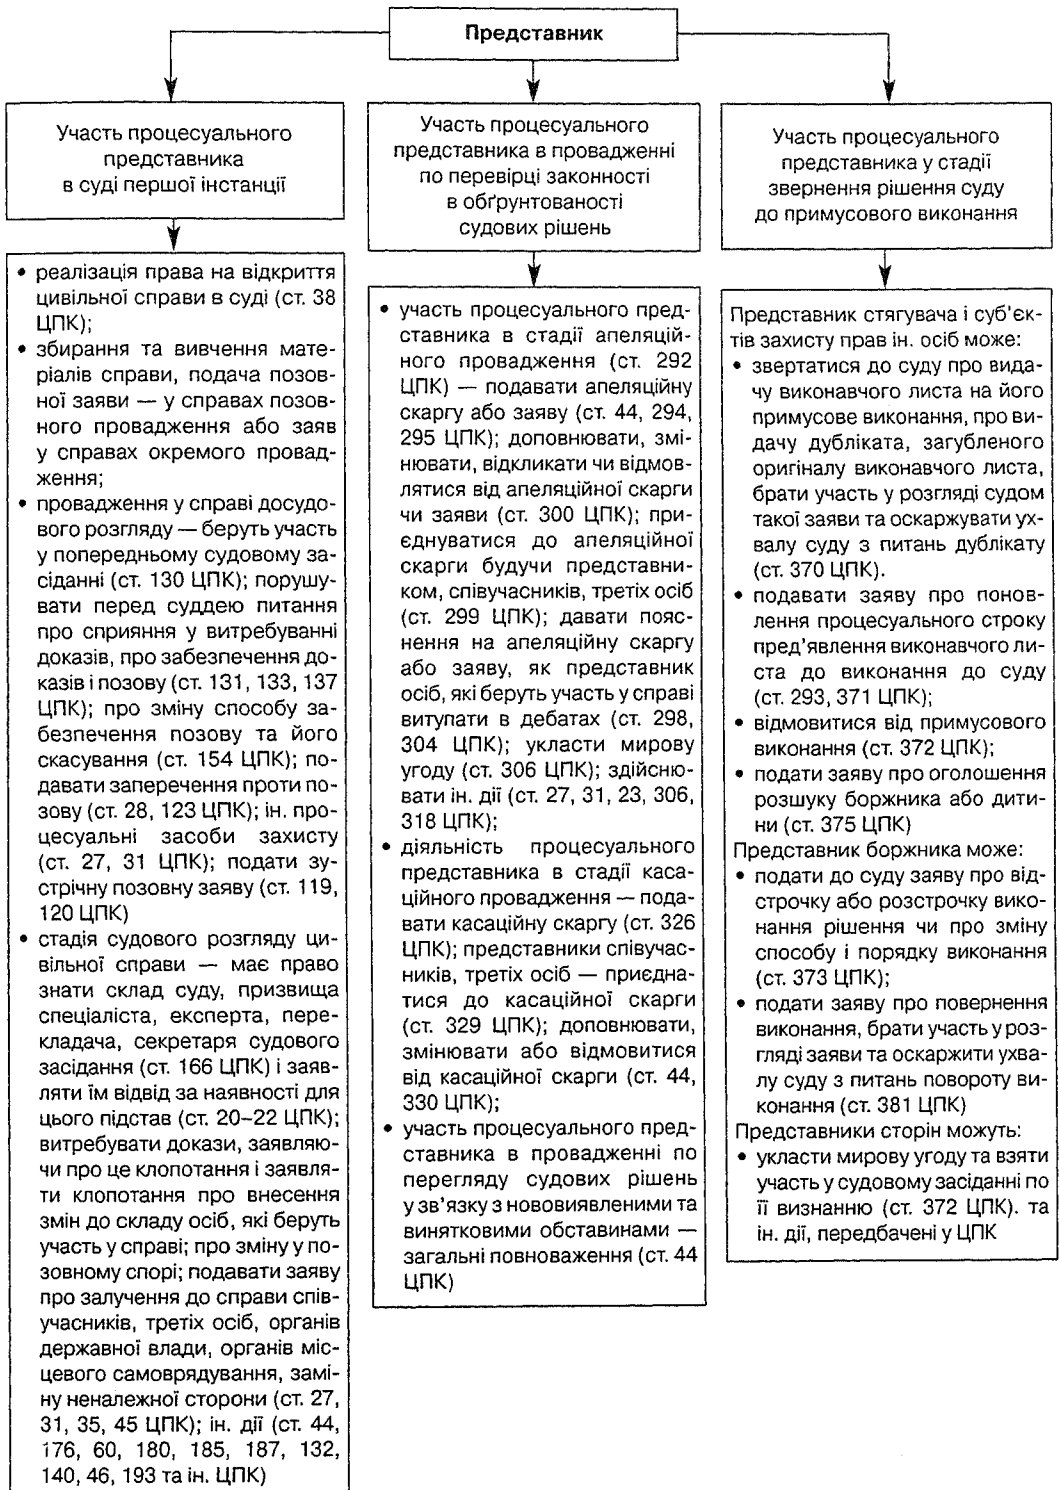 Представник
Участь процесуального
представника
в суді першої інстанції
• реалізація права на відкриття
цивільної справи в суді (ст. 38
ЦПК);
• збирання та вивчення мате-
ріалів справи, подача позов-
ної заяви — у справах позов-
ного провадження або заяв
у справах окремого провад-
ження;
• провадження у справі досудо-
вого розгляду — беруть участь
у попередньому судовому за-
сіданні (ст. 130 ЦПК); порушу-
вати перед суддею питання
про сприяння у витребуванні
доказів, про забезпечення до-
казів і позову (ст. 131, 133, 137
ЦПК); про зміну способу за-
безпечення позову та його
скасування (ст. 154 ЦПК); по-
давати заперечення проти по-
зову (ст. 28, 123 ЦПК); ін. про-
цесуальні засоби захисту
(ст. 27, 31 ЦПК); подати зу-
стрічну позовну заяву (ст. 119,
120 ЦПК)
• стадія судового розгляду ци-
вільної справи — має право
знати склад суду, призвища
спеціаліста, експерта, пере-
кладача, секретаря судового
засідання (ст. 166 ЦПК) і заяв-
ляти їм відвід за наявності для
цього підстав (ст. 20–22 ЦПК);
витребувати докази, заявляю-
чи про це клопотання і заявля-
ти клопотання про внесення
змін до складу осіб, які беруть
участь у справі; про зміну у по-
зовному спорі; подавати заяву
про залучення до справи спів-
учасників, третіх осіб, органів
державної влади, органів міс-
цевого самоврядування, замі-
ну неналежної сторони (ст. 27,
31, 35, 45 ЦПК); ін. дії (ст. 44,
176, 60, 180, 185, 187, 132,
140, 46, 193 та ін. ЦПК)
Участь процесуального
представника в провадженні
по перевірці законності
в обґрунтованості
судових рішень
• участь процесуального пред-
ставника в стадії апеляцій-
ного провадження (ст. 292
ЦПК) — подавати апеляційну
скаргу або заяву (ст. 44, 294,
295 ЦПК); доповнювати, змі-
нювати, відкликати чи відмов-
лятися від апеляційної скарги
чи заяви (ст. 300 ЦПК); при-
єднуватися до апеляційної
скарги будучи представни-
ком, співучасників, третіх осіб
(ст. 299 ЦПК); давати пояс-
нення на апеляційну скаргу
або заяву, як представник
осіб, які беруть участь у справі
витупати в дебатах (ст. 298,
304 ЦПК); укласти мирову
угоду (ст. 306 ЦПК); здійсню-
вати ін. дії (ст. 27, 31, 23, 306,
318 ЦПК);
• діяльність процесуального
представника в стадії каса-
ційного провадження — пода-
вати касаційну скаргу (ст. 326
ЦПК); представники співучас-
ників, третіх осіб — приєдна-
тися до касаційної скарги
(ст. 329 ЦПК); доповнювати,
змінювати або відмовитися
від касаційної скарги (ст. 44,
330 ЦПК);
• участь процесуального пред-
ставника в провадженні по
перегляду судових рішень
у зв'язку з нововиявленими та
винятковими обставинами —
загальні повноваження (ст. 44
ЦПК)
Участь процесуального
представника у стадії
звернення рішення суду
до примусового виконання
Представник стягувача і суб'єк-
тів захисту прав ін. осіб може:
• звертатися до суду про вида-
чу виконавчого листа на його
примусове виконання, про ви-
дачу дубліката, загубленого
оригіналу виконавчого листа,
брати участь у розгляді судом
такої заяви та оскаржувати ух-
валу суду з питань дублікату
(ст. 370 ЦПК).
• подавати заяву про понов-
лення процесуального строку
пред'явлення виконавчого ли-
ста до виконання до суду
(ст. 293, 371 ЦПК);
• відмовитися від примусового
виконання (ст. 372 ЦПК);
• подати заяву про оголошення
розшуку боржника або дити-
ни (ст. 375 ЦПК)
Представник боржника може:
• подати до суду заяву про від-
строчку або розстрочку вико-
нання рішення чи про зміну
способу і порядку виконання
(ст. 373 ЦПК);
• подати заяву про повернення
виконання, брати участь у роз-
гляді заяви та оскаржити ухва-
лу суду з питань повороту ви-
конання (ст. 381 ЦПК)
Представники сторін можуть:
• укласти мирову угоду та взяти
участь у судовому засіданні по
її визнанню (ст. 372 ЦПК). та
ін. дії, передбачені у ЦПК